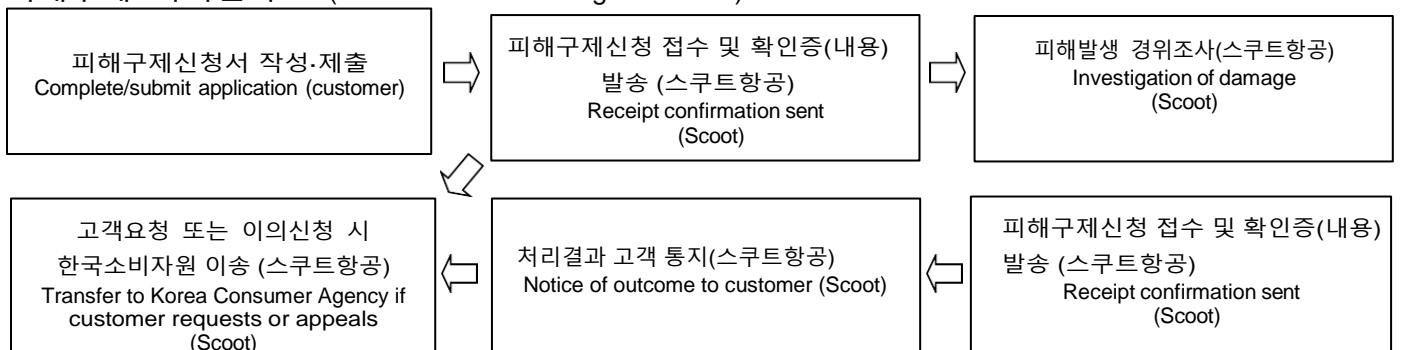 피해구제신청서 작성·제출
Complete/submit application (customer)
피해구제신청 접수 및 확인증(내용)
발송 (스쿠트항공)
Receipt confirmation sent
(Scoot)
피해발생 경위조사(스쿠트항공)
Investigation of damage
(Scoot)
고객요청 또는 이의신청 시
한국소비자원 이송 (스쿠트항공)
Transfer to Korea Consumer Agency if
customer requests or appeals
(Scoot)
처리결과 고객 통지(스쿠트항공)
Notice of outcome to customer (Scoot)
피해구제신청 접수 및 확인증(내용)
발송 (스쿠트항공)
Receipt confirmation sent
(Scoot)